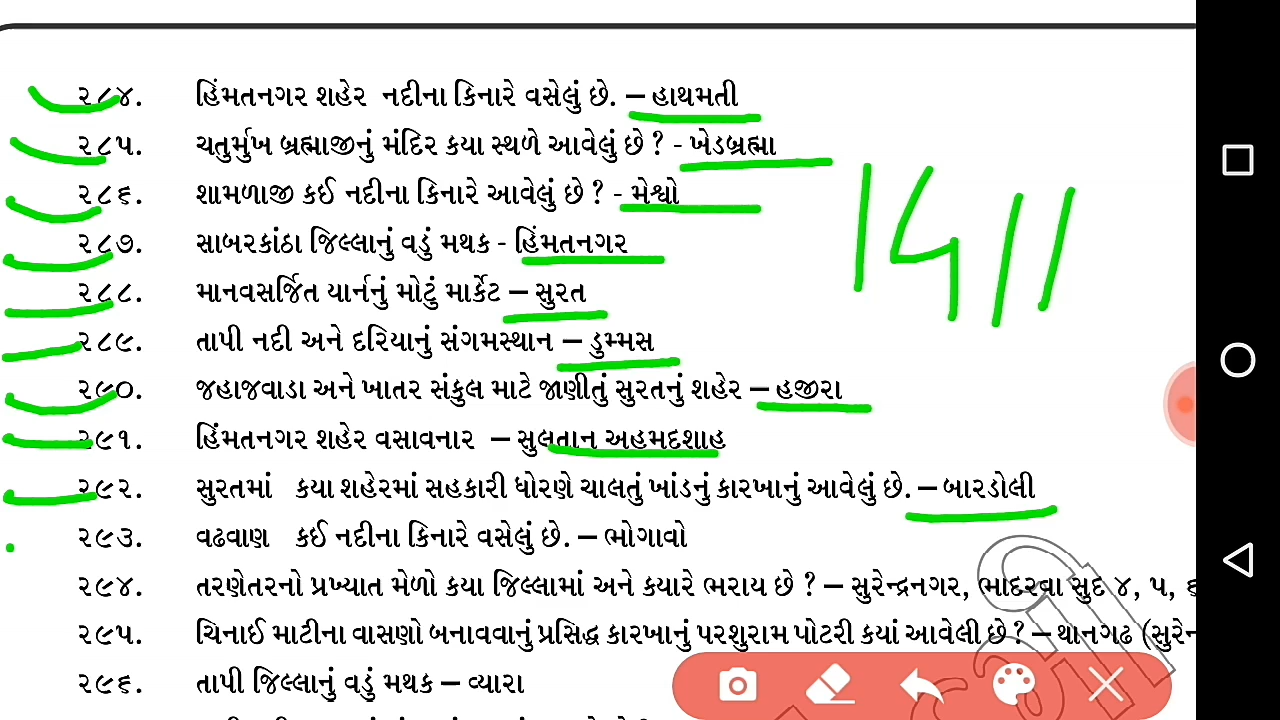 ૨૮૪. હિંમતનગર શહેર નદીના કિનારે વસેલું છે. – હાથમતી
૨૮૫. ચતુર્મુખ બ્રહ્માજીનું મંદિર કયા સ્થળે આવેલું છે ? - ખેડબ્રહ્મા
૨૮૬. શામળાજી કઈ નદીના કિનારે આવેલું છે ? - મેશ્વો
૨૮૭. સાબરકાંઠા જિલ્લાનું વડું મથક - હિંમતનગર
૨૮૮. માનવસર્જિત યાર્નનું મોટું માર્કેટ – સુરત
૨૮૯. તાપી નદી અને દરિયાનું સંગમસ્થાન – ડુમ્મસ
૨૯૦. જહાજવાડા અને ખાતર સંકુલ માટે જાણીતું સુરતનું શહેર – હજીરા
૨૯૧. હિંમતનગર શહેર વસાવનાર – સુલતાન અહમદશાહ
૨૯૨. સુરતમાં કયા શહેરમાં સહકારી ધોરણે ચાલતું ખાંડનું કારખાનું આવેલું છે. – બારડોલી
૨૯૩. વઢવાણ કઈ નદીના કિનારે વસેલું છે. – ભોગાવો
૨૯૪. તરણેતરનો પ્રખ્યાત મેળો કયા જિલ્લામાં અને કયારે ભરાય છે ? – સુરેન્દ્રનગર, ભાદરવા સુદ ૪, ૫, ૬
૨૯૫. ચિનાઈ માટીના વાસણો બનાવવાનું પ્રસિદ્ધ કારખાનું પરશુરામ પોટરી કયાં આવેલી છે ? – થાનગઢ (સુરેન
૨૯૬. તાપી જિલ્લાનું વડું મથક – વ્યારા